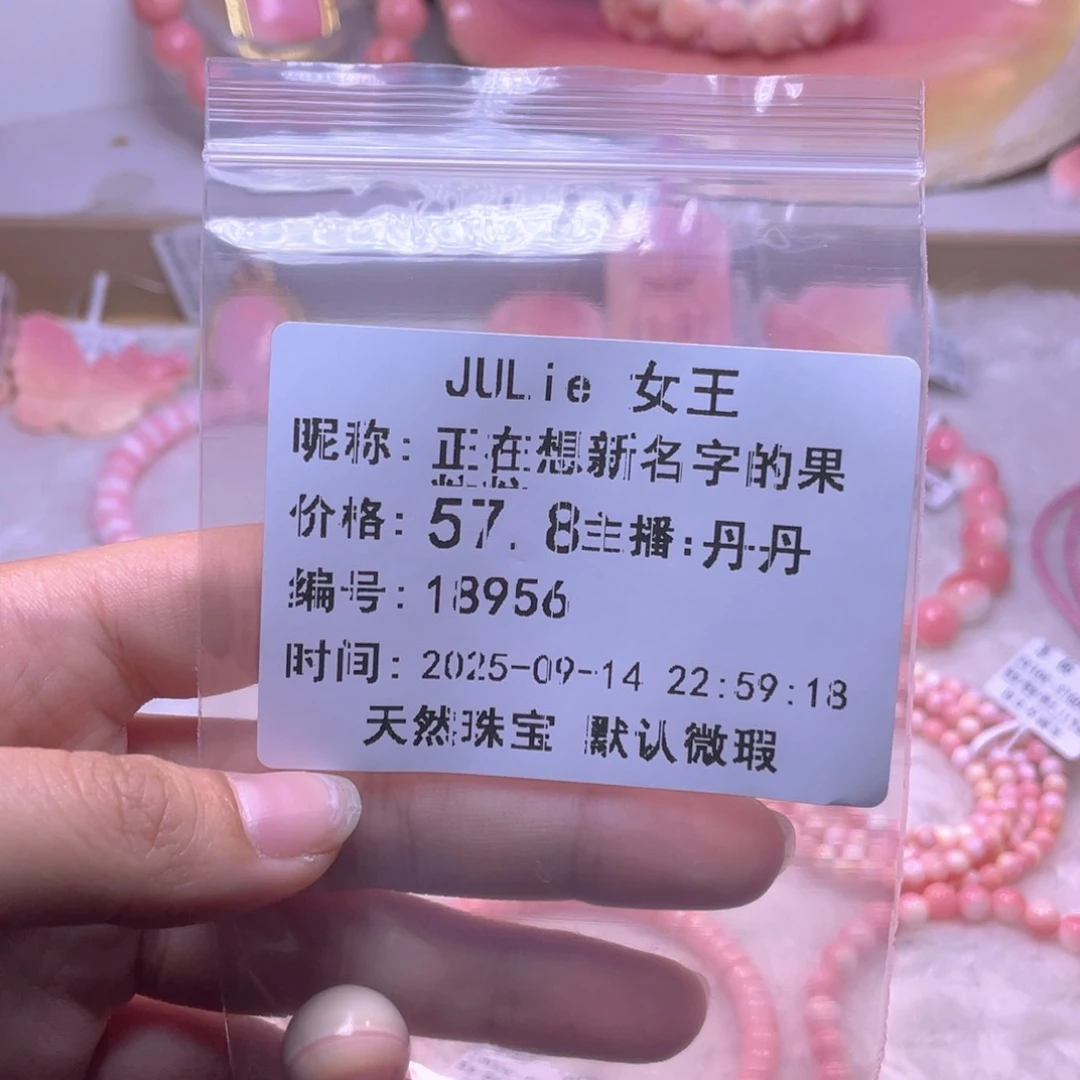 JULie 女王
昵称：正在想新名字的果
价格：57.8主播:丹丹
编号：18956
时间：2025-09-14 22:59:18
天然珠宝 默认微瑕